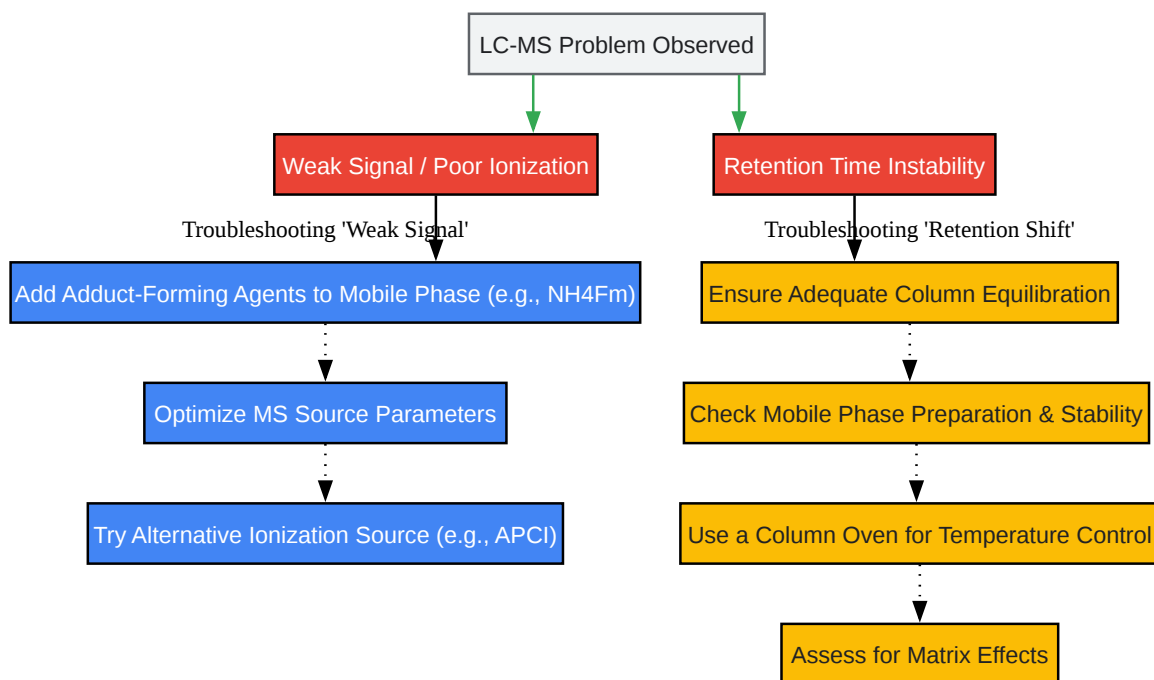 LC-MS Problem Observed
Weak Signal / Poor Ionization
Retention Time Instability
Troubleshooting 'Weak Signal'
Troubleshooting 'Retention Shift'
Add Adduct-Forming Agents to Mobile Phase (e.g., NH4Fm)
Ensure Adequate Column Equilibration
Optimize MS Source Parameters
Check Mobile Phase Preparation & Stability
Try Alternative Ionization Source (e.g., APCI)
Use a Column Oven for Temperature Control
Assess for Matrix Effects